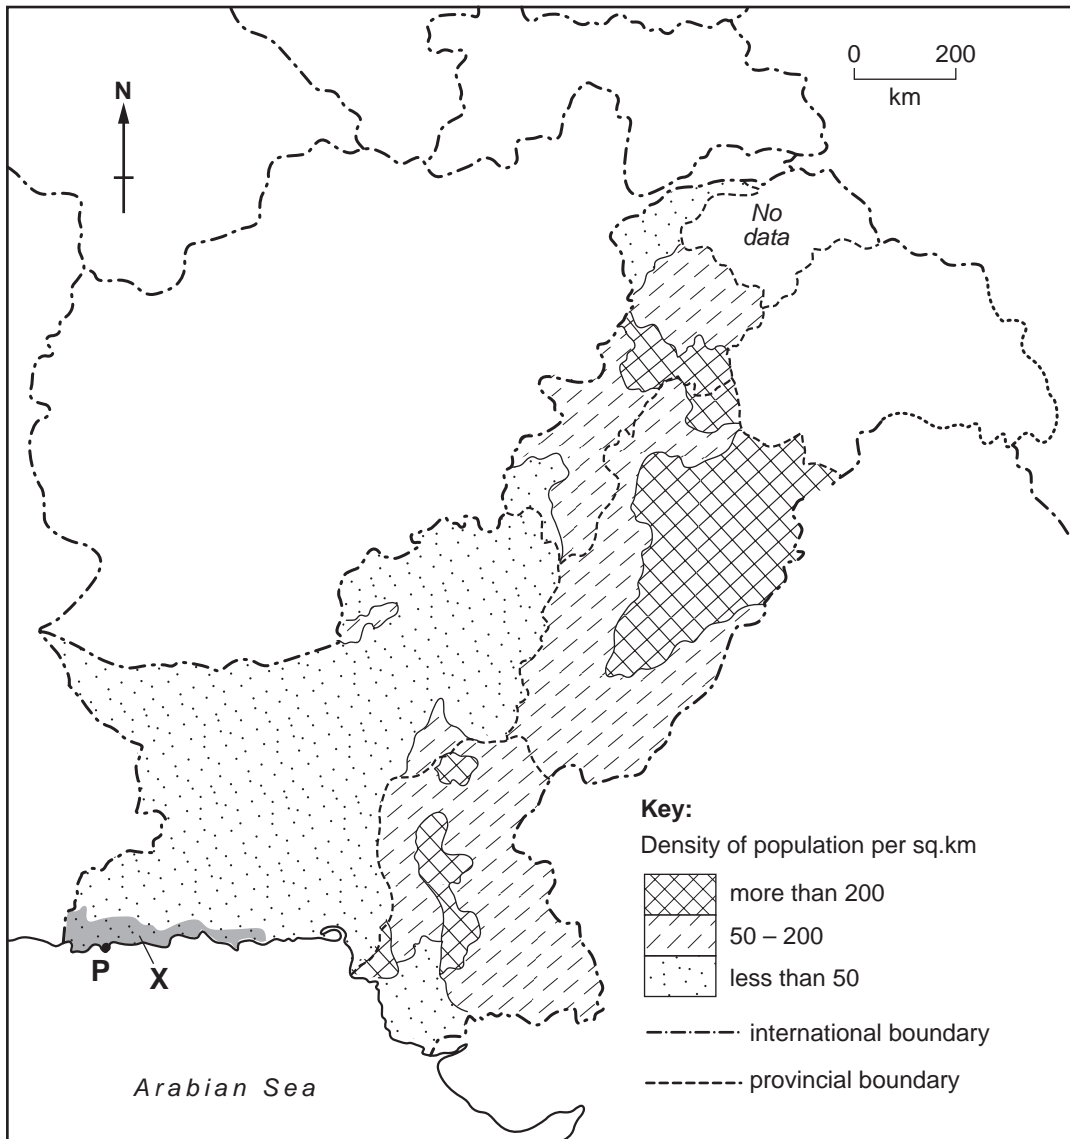 0 200
km
N
No
data
Key:
Density of population per sq.km
more than 200
50 – 200
less than 50
international boundary
provincial boundary
P
X
Arabian Sea